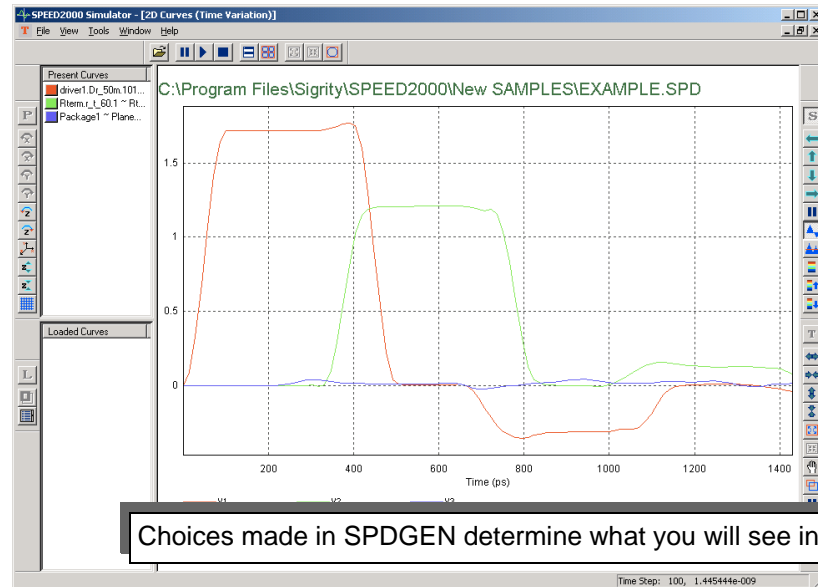 SPEED2000 Simulator - [2D Curves (Time Variation)]
File View Tools Window Help
Present Curves
driver1.Dr_50m.101...
Rterm.r_t_60.1 ~ Rt...
Package1 ~ Plane...
C:\Program Files\Sigrity\SPEED2000\New SAMPLES\EXAMPLE.SPD
1.5
1
0.5
0
200 400 600 800 1000 1200 1400
Time (ps)
Loaded Curves
P
L
S
T
Choices made in SPDGEN determine what you will see in
Time Step: 100, 1.445444e-009